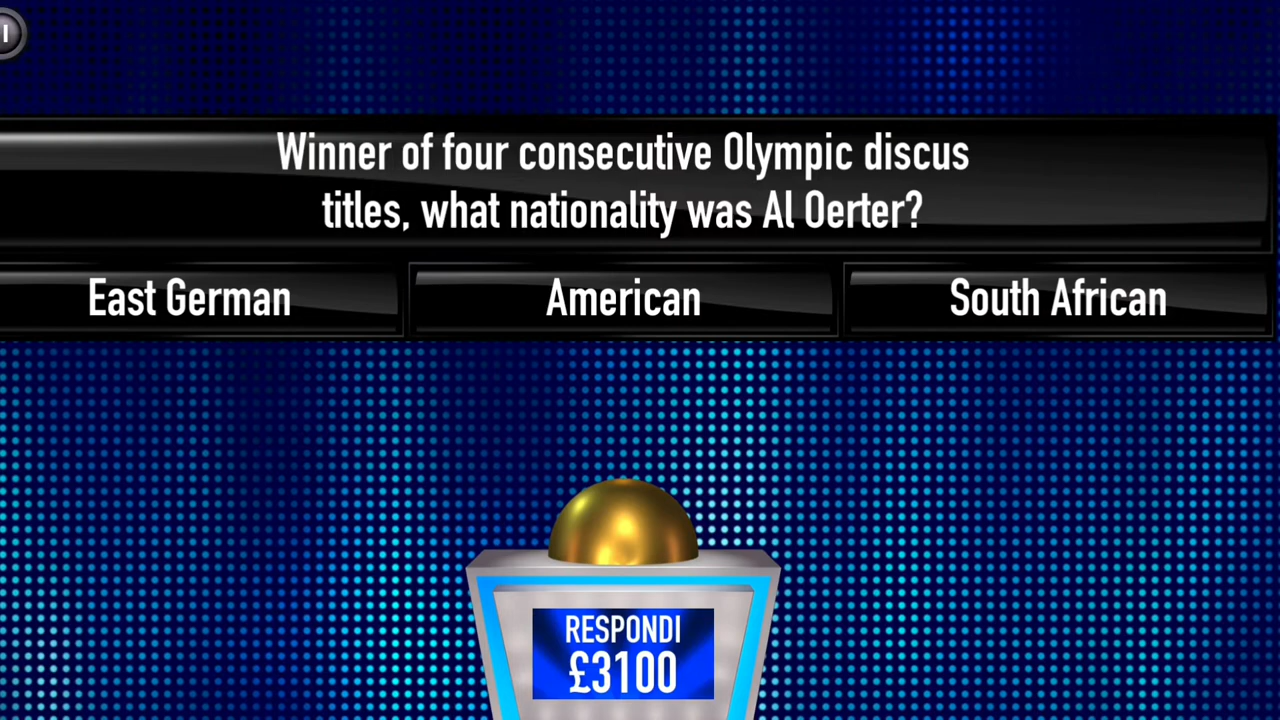 Winner of four consecutive Olympic discus
titles, what nationality was Al Oerter?
East German
American
South African
RESPONDI
£3100